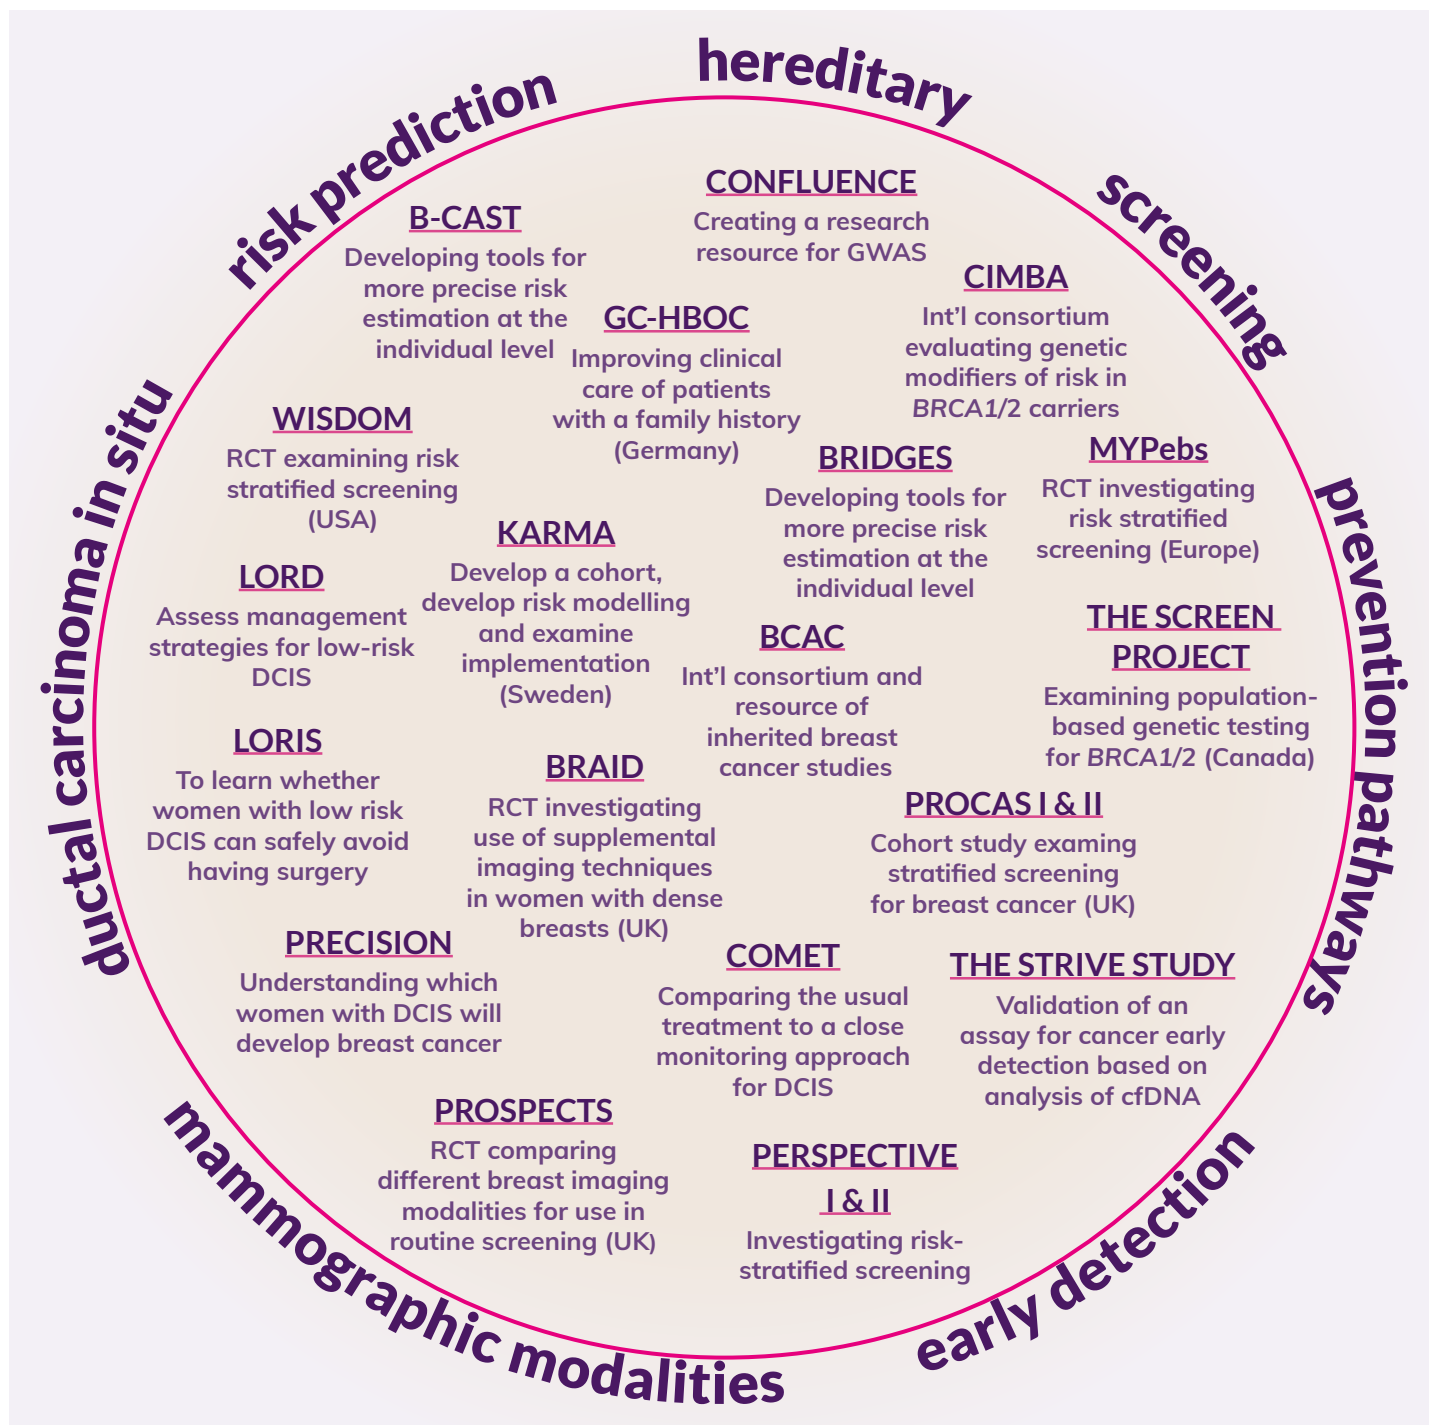 hereditary
risk prediction
screening
ductal carcinoma in situ
prevention pathways
mammographic modalities
early detection
CONFLUENCE
Creating a research
resource for GWAS
B-CAST
Developing tools for
more precise risk
estimation at the
individual level
CIMBA
Int’l consortium
evaluating genetic
modifiers of risk in
BRCA1/2 carriers
GC-HBOC
Improving clinical
care of patients
with a family history
(Germany)
WISDOM
RCT examining risk
stratified screening
(USA)
BRIDGES
Developing tools for
more precise risk
estimation at the
individual level
MYPebs
RCT investigating
risk stratified
screening (Europe)
KARMA
Develop a cohort,
develop risk modelling
and examine
implementation
(Sweden)
LORD
Assess management
strategies for low-risk
DCIS
BCAC
Int’l consortium and
resource of
inherited breast
cancer studies
THE SCREEN
PROJECT
Examining population-
based genetic testing
for BRCA1/2 (Canada)
LORIS
To learn whether
women with low risk
DCIS can safely avoid
having surgery
BRAID
RCT investigating
use of supplemental
imaging techniques
in women with dense
breasts (UK)
PROCAS I & II
Cohort study examing
stratified screening
for breast cancer (UK)
PRECISION
Understanding which
women with DCIS will
develop breast cancer
COMET
Comparing the usual
treatment to a close
monitoring approach
for DCIS
THE STRIVE STUDY
Validation of an
assay for cancer early
detection based on
analysis of cfDNA
PROSPECTS
RCT comparing
different breast imaging
modalities for use in
routine screening (UK)
PERSPECTIVE
I & II
Investigating risk-
stratified screening